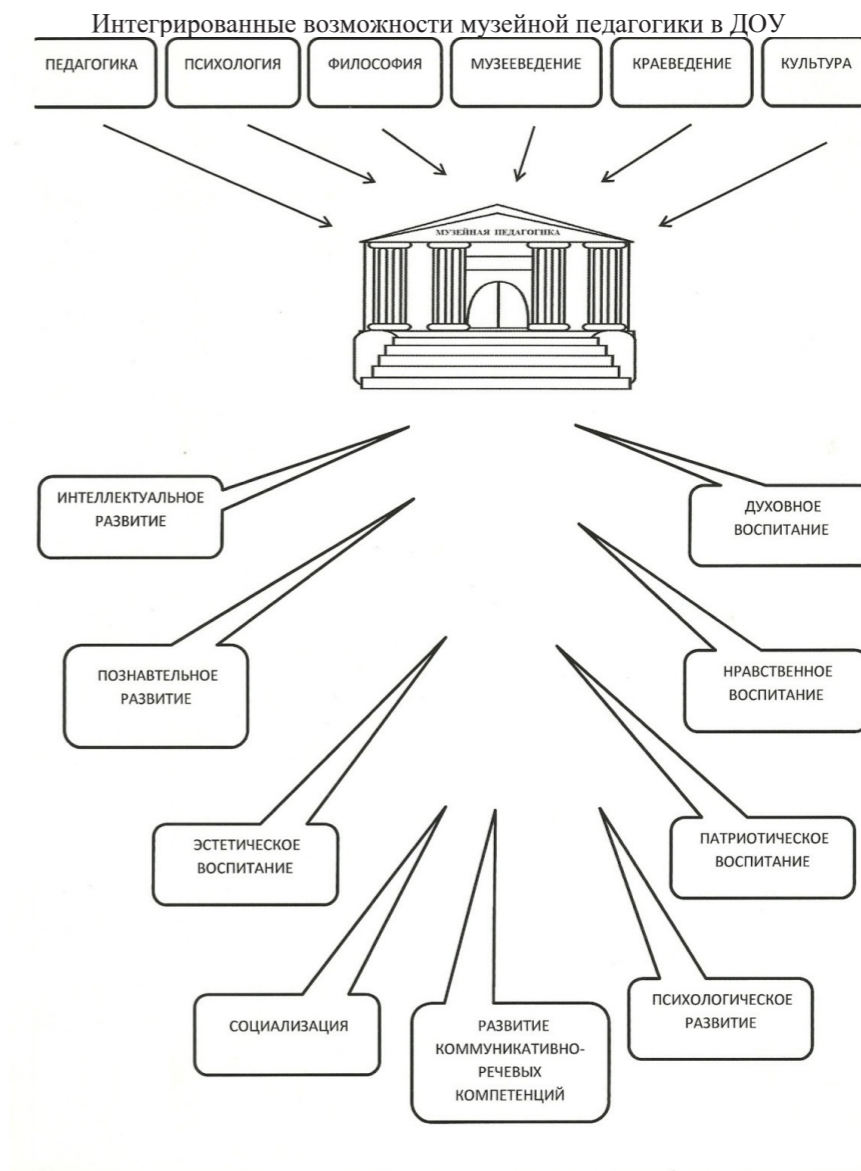 Интегрированные возможности музейной педагогики в ДОУ
ПЕДАГОГИКА
ПСИХОЛОГИЯ
ФИЛОСОФИЯ
МУЗЕЕВЕДЕНИЕ
КРАЕВЕДЕНИЕ
КУЛЬТУРА
МУЗЕЙНАЯ ПЕДАГОГИКА
ИНТЕЛЛЕКТУАЛЬНОЕ
РАЗВИТИЕ
ДУХОВНОЕ
ВОСПИТАНИЕ
ПОЗНАВТЕЛЬНОЕ
РАЗВИТИЕ
НРАВСТВЕННОЕ
ВОСПИТАНИЕ
ЭСТЕТИЧЕСКОЕ
ВОСПИТАНИЕ
ПАТРИОТИЧЕСКОЕ
ВОСПИТАНИЕ
СОЦИАЛИЗАЦИЯ
РАЗВИТИЕ
КОММУНИКАТИВНО-
РЕЧЕВЫХ
КОМПЕТЕНЦИЙ
ПСИХОЛОГИЧЕСКОЕ
РАЗВИТИЕ